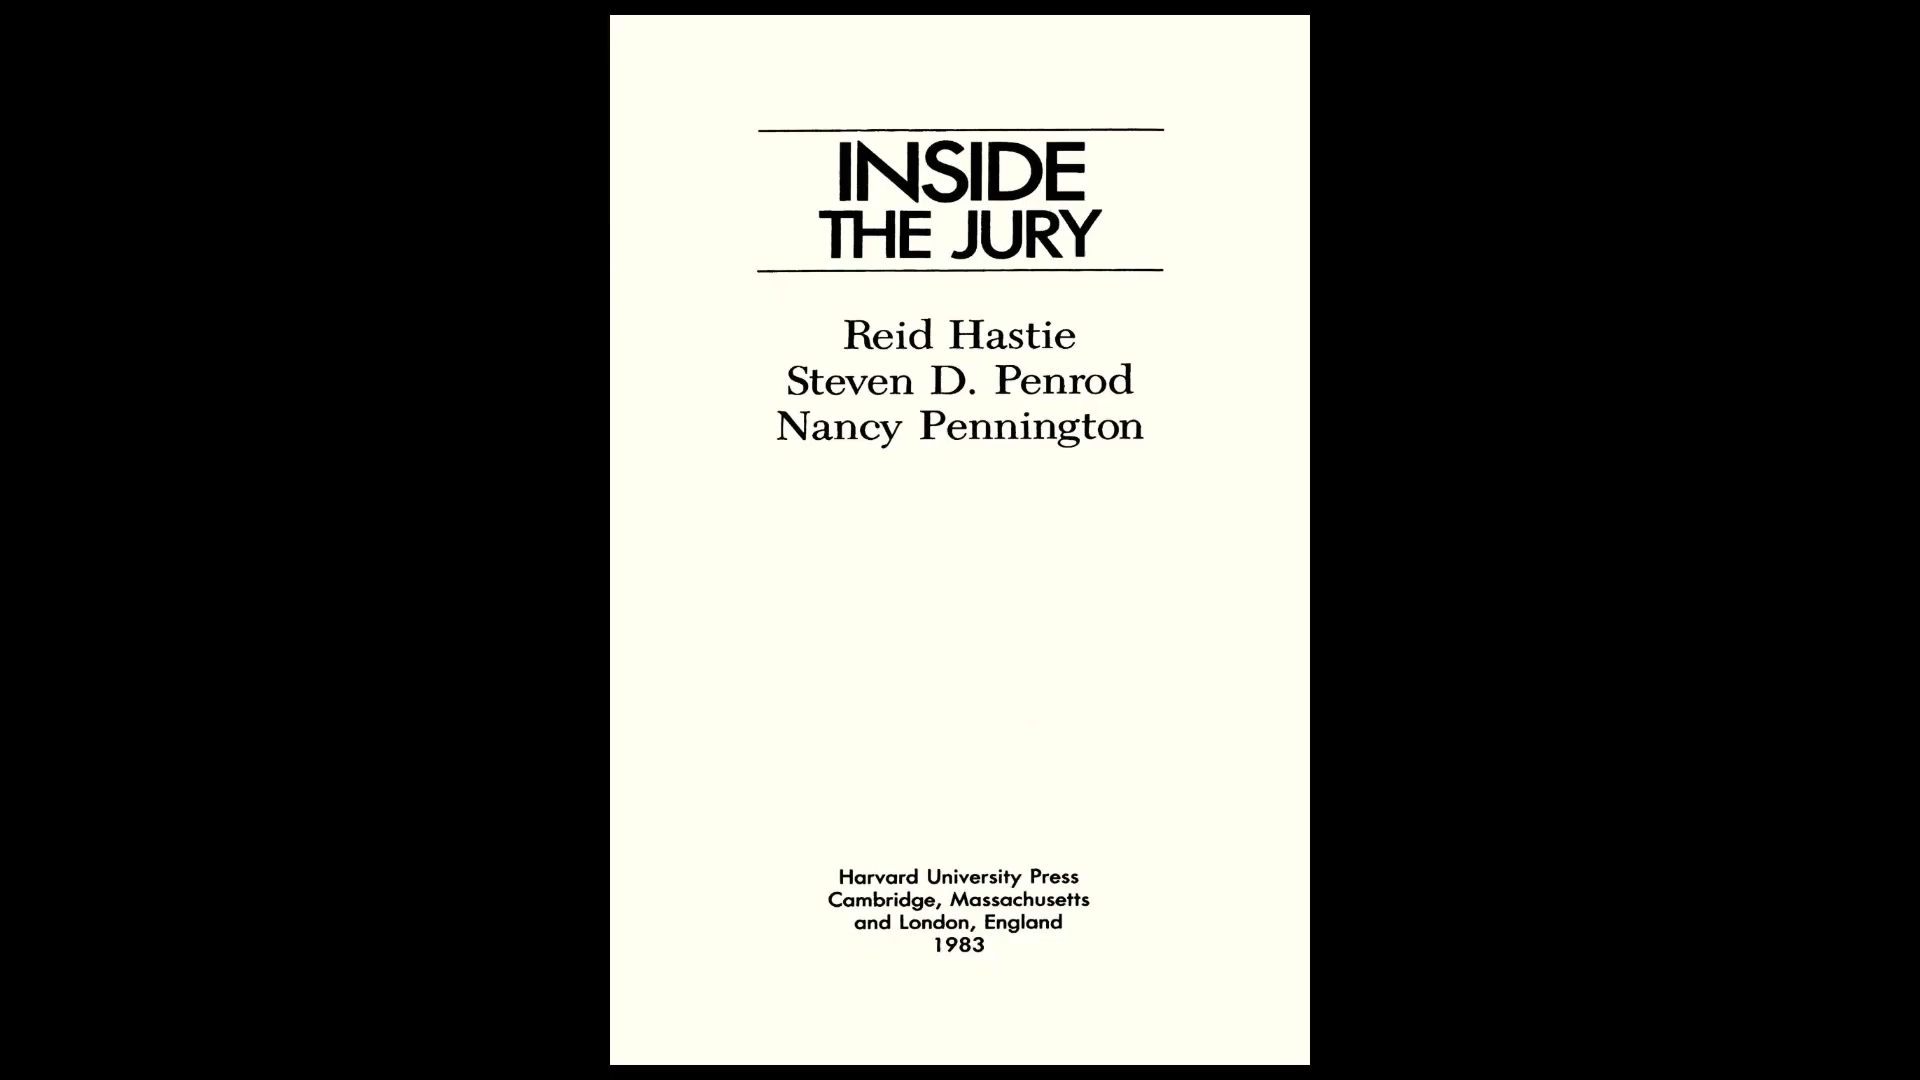 INSIDE
THE JURY
Reid Hastie
Steven D. Penrod
Nancy Pennington
Harvard University Press
Cambridge, Massachusetts
and London, England
1983